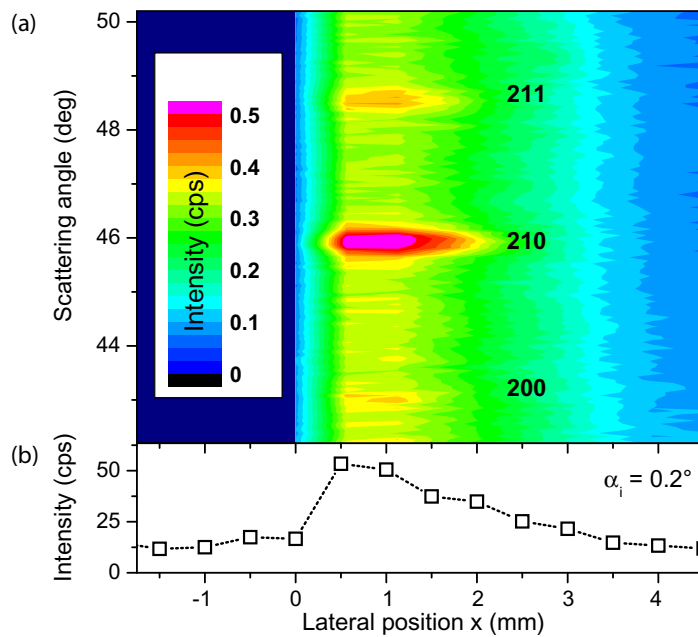 (a)
50
48
46
44
Scattering angle (deg)
0.5
0.4
0.3
0.2
0.1
0
Intensity (cps)
211
210
200
(b)
50
25
0
Intensity (cps)
αi = 0.2°
-1 0 1 2 3 4
Lateral position x (mm)